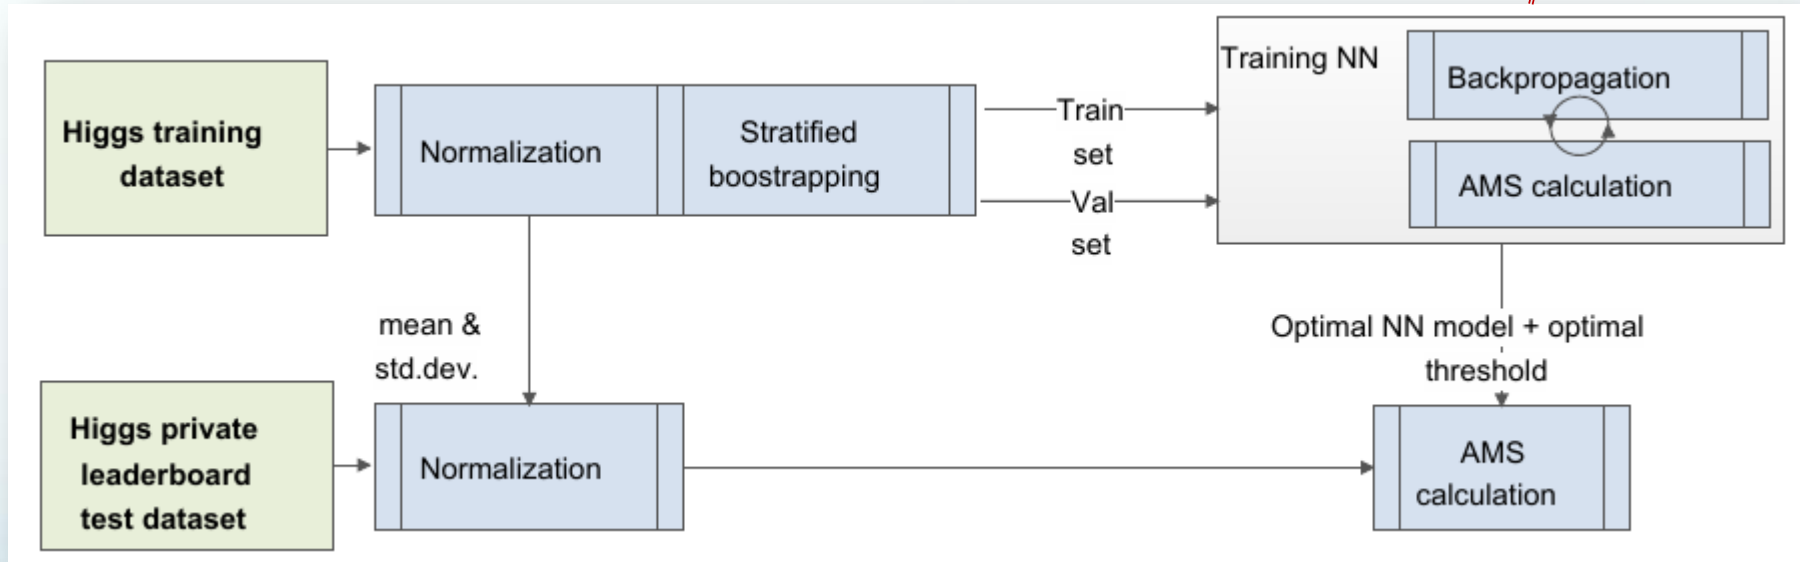 Higgs training
dataset
Normalization
Stratified
boostrapping
Train
set
Val
set
Training NN
Backpropagation
AMS calculation
mean &
std.dev.
Optimal NN model + optimal
threshold
Higgs private
leaderboard
test dataset
Normalization
AMS
calculation